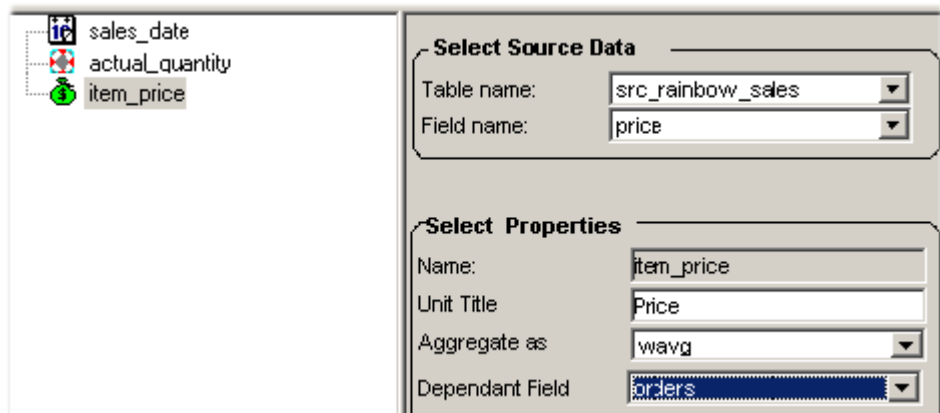 sales_date
actual_quantity
item_price
Select Source Data
Table name: src_rainbow_sales
Field name: price
Select Properties
Name: item_price
Unit Title Price
Aggregate as wavg
Dependant Field orders